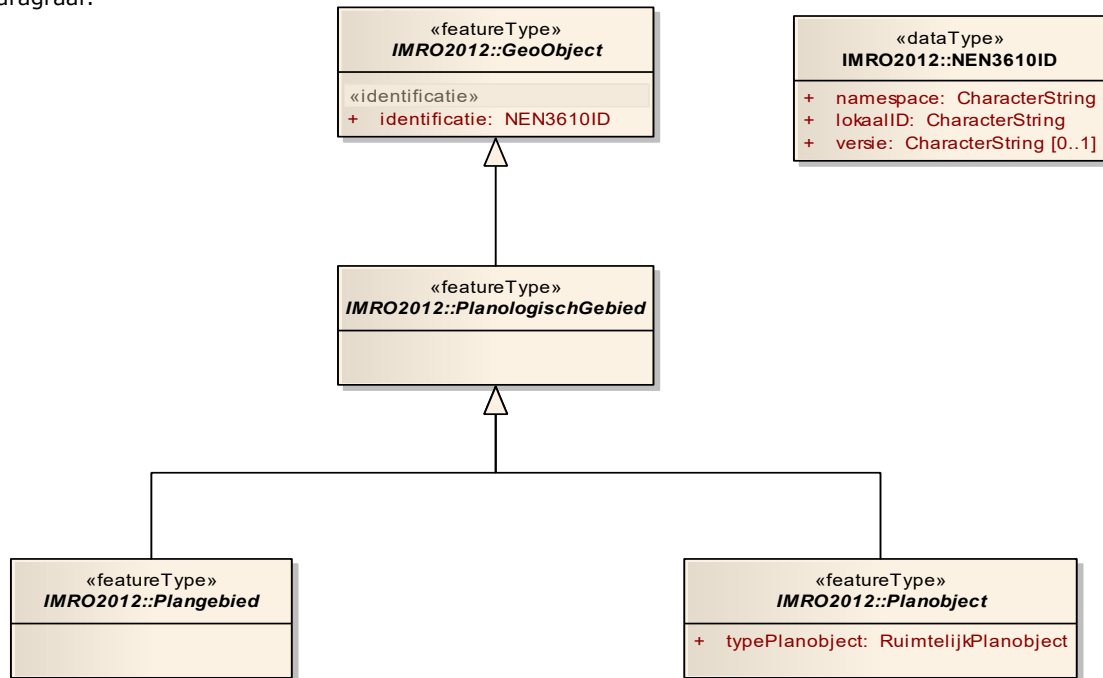 «featureType»
IMRO2012::GeoObject
«identificatie»
+ identificatie: NEN3610ID
«dataType»
IMRO2012::NEN3610ID
+ namespace: CharacterString
+ lokaalID: CharacterString
+ versie: CharacterString [0..1]
«featureType»
IMRO2012::PlanologischGebied
«featureType»
IMRO2012::Plangebied
«featureType»
IMRO2012::Planobject
+ typePlanobject: RuimtelijkPlanobject